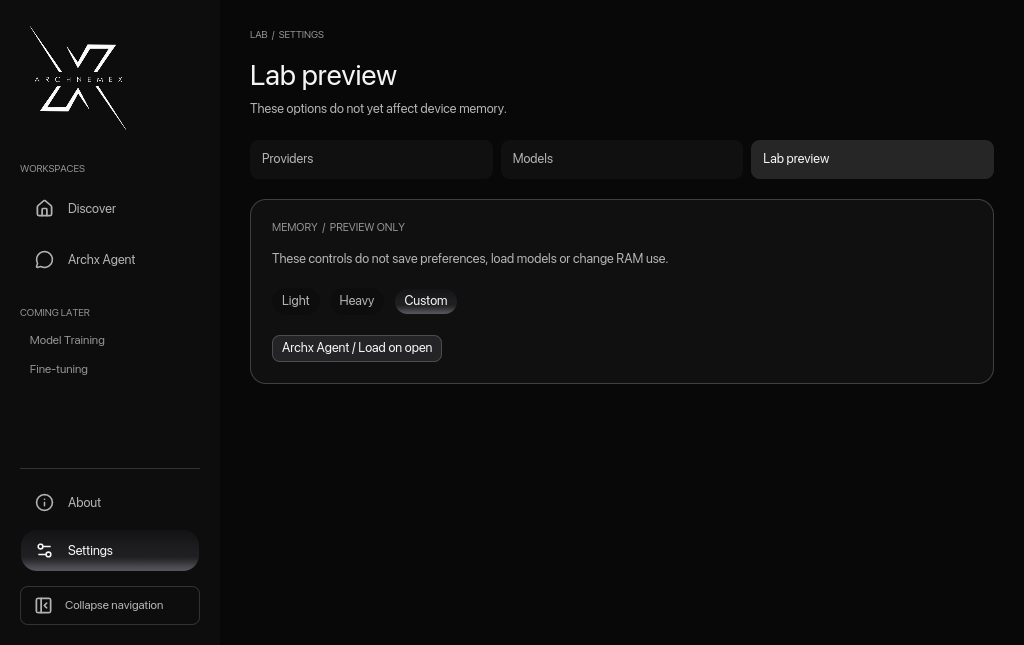 ARCHNEMEX
WORKSPACES
Discover
Archx Agent
COMING LATER
Model Training
Fine-tuning
About
Settings
Collapse navigation
LAB / SETTINGS
Lab preview
These options do not yet affect device memory.
Providers
Models
Lab preview
MEMORY / PREVIEW ONLY
These controls do not save preferences, load models or change RAM use.
Light
Heavy
Custom
Archx Agent / Load on open